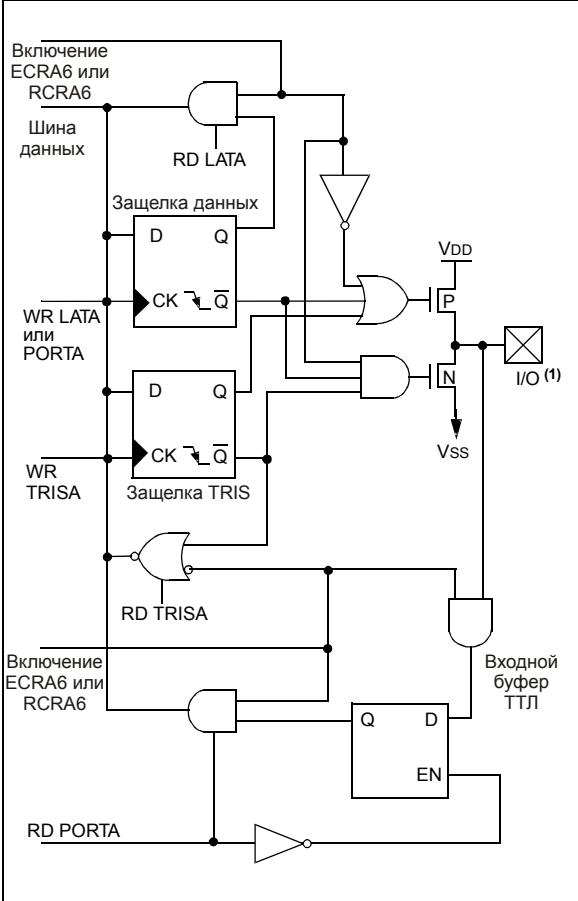 Включение
ECRA6 или
RCRA6
Шина
данных
RD LATA
Защелка данных
D Q
CK Q
WR LATA
или
PORTA
VDD
P
N
I/O (1)
VSS
D Q
CK Q
WR
TRISA
Защелка TRIS
RD TRISA
Включение
ECRA6 или
RCRA6
Входной
буфер
ТТЛ
Q D
EN
RD PORTA